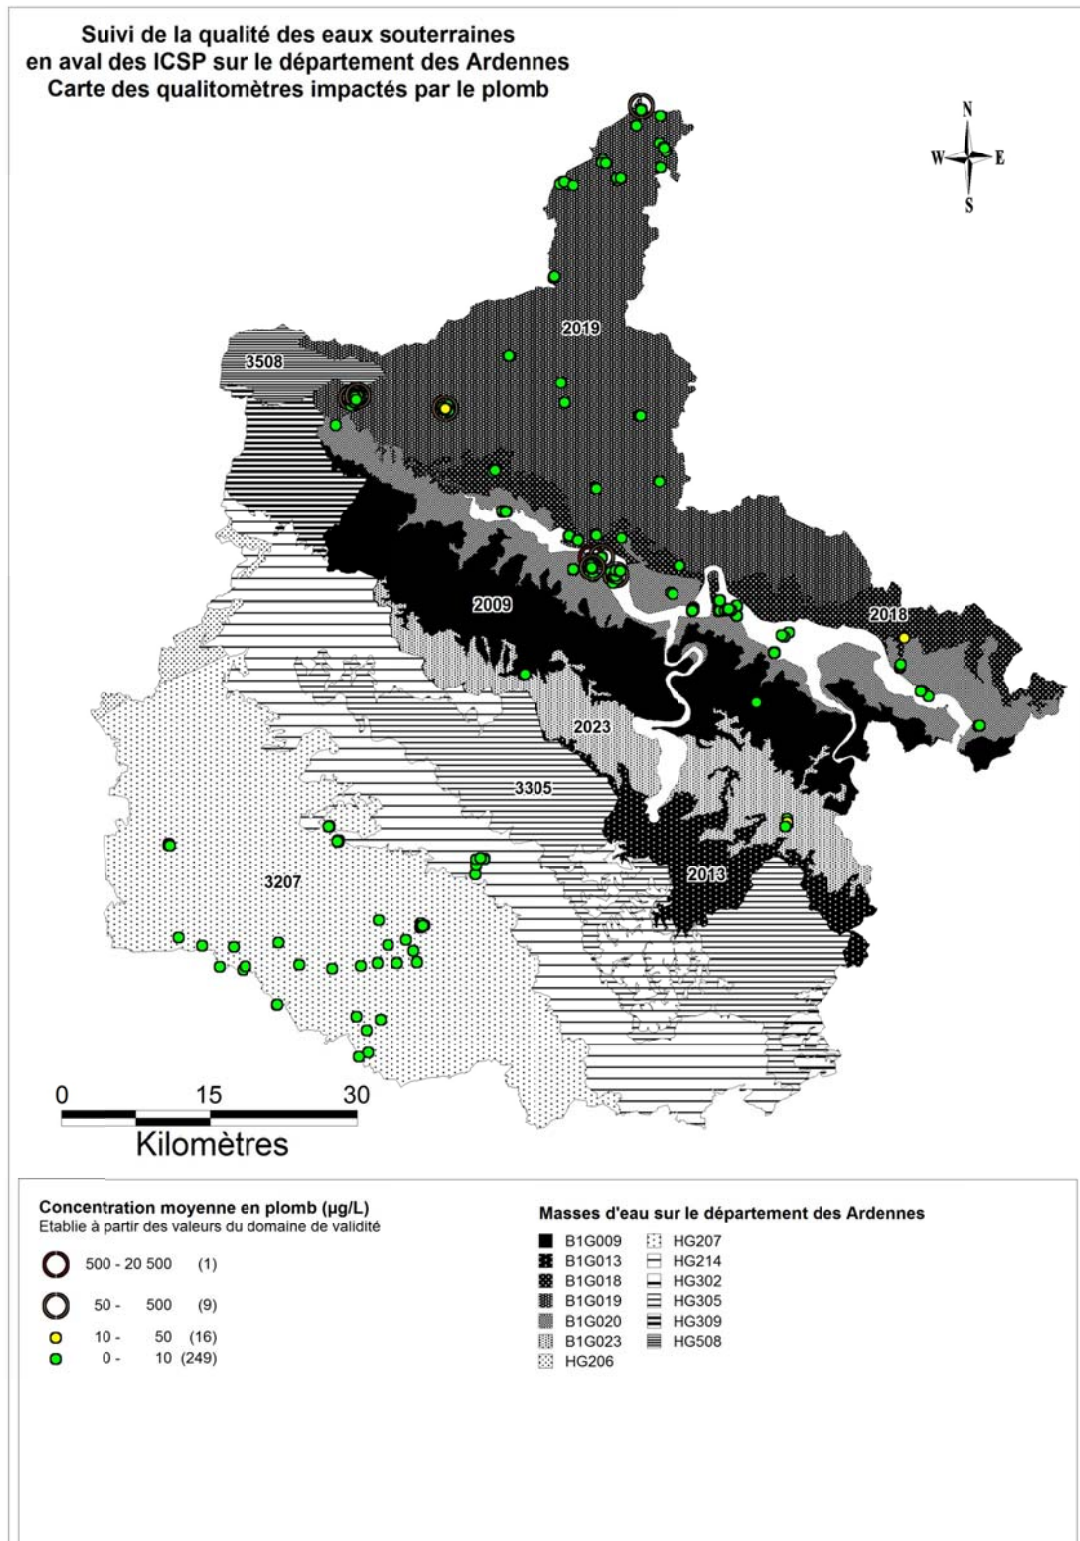 Suivi de la qualité des eaux souterraines
en aval des ICSP sur le département des Ardennes
Carte des qualitomètres impactés par le plomb
N
W E
S
2019
3508
2009
2018
2023
3305
2013
3207
0 15 30
Kilomètres
Concentration moyenne en plomb (µg/L)
Etablie à partir des valeurs du domaine de validité
500 - 20 500 (1)
50 - 500 (9)
10 - 50 (16)
0 - 10 (249)
Masses d'eau sur le département des Ardennes
B1G009 HG207
B1G013 HG214
B1G018 HG302
B1G019 HG305
B1G020 HG309
B1G023 HG508
HG206